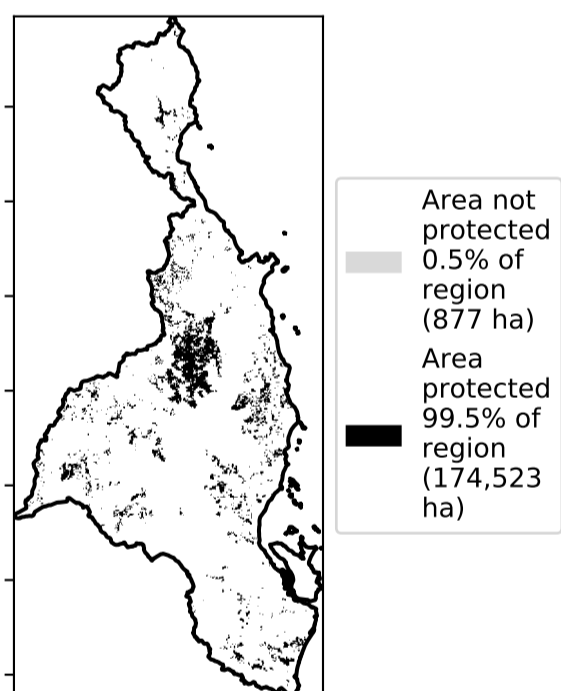 Area not
protected
0.5% of
region
(877 ha)
Area
protected
99.5% of
region
(174,523
ha)